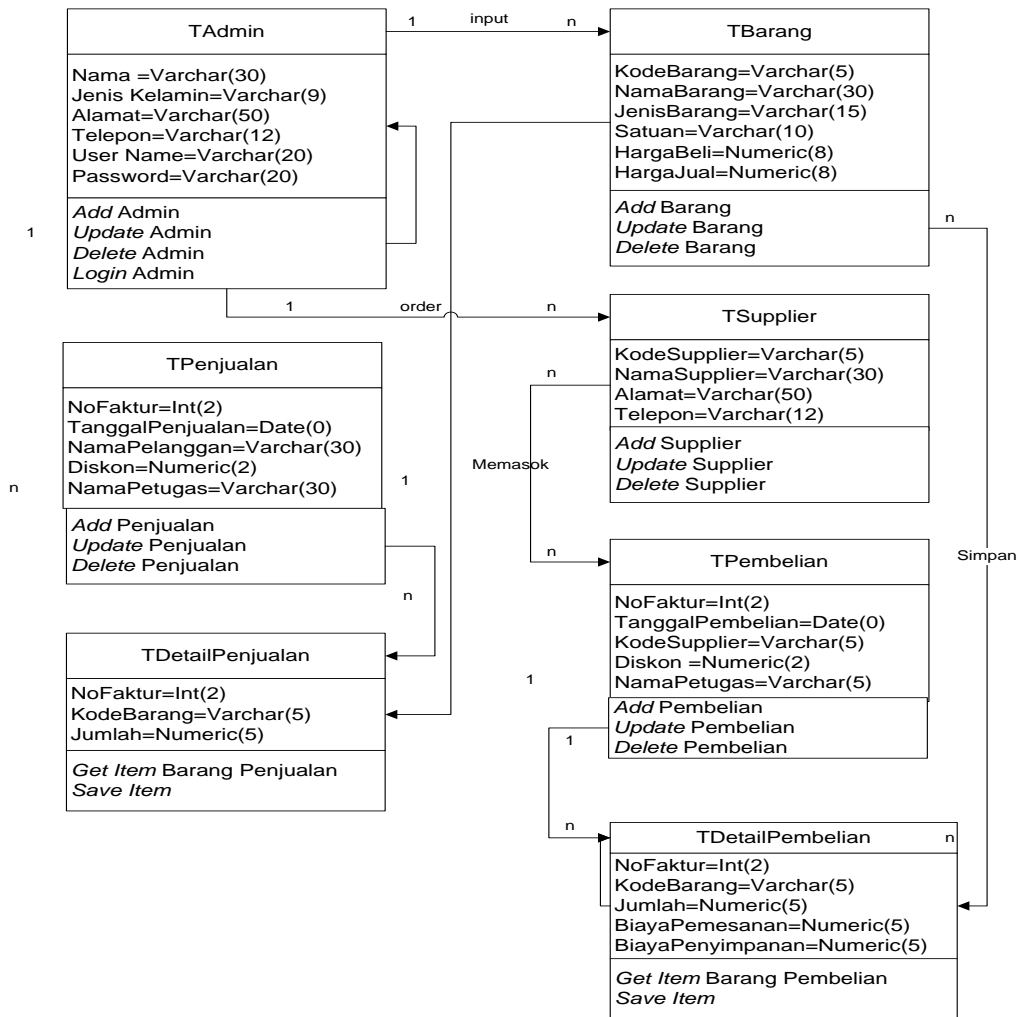 TAdmin
Nama =Varchar(30)
Jenis Kelamin=Varchar(9)
Alamat=Varchar(50)
Telepon=Varchar(12)
User Name=Varchar(20)
Password=Varchar(20)
Add Admin
Update Admin
Delete Admin
Login Admin
1
1 input n
TBarang
KodeBarang=Varchar(5)
NamaBarang=Varchar(30)
JenisBarang=Varchar(15)
Satuan=Varchar(10)
HargaBeli=Numeric(8)
HargaJual=Numeric(8)
Add Barang
Update Barang
Delete Barang
n
1 order n
TSupplier
KodeSupplier=Varchar(5)
NamaSupplier=Varchar(30)
Alamat=Varchar(50)
Telepon=Varchar(12)
Add Supplier
Update Supplier
Delete Supplier
n
Memasok
n
TPenjualan
NoFaktur=Int(2)
TanggalPenjualan=Date(0)
NamaPelanggan=Varchar(30)
Diskon=Numeric(2)
NamaPetugas=Varchar(30)
Add Penjualan
Update Penjualan
Delete Penjualan
n
1
n
TPembelian
NoFaktur=Int(2)
TanggalPembelian=Date(0)
KodeSupplier=Varchar(5)
Diskon =Numeric(2)
NamaPetugas=Varchar(5)
Add Pembelian
Update Pembelian
Delete Pembelian
Simpan
1
1
n
TDetailPenjualan
NoFaktur=Int(2)
KodeBarang=Varchar(5)
Jumlah=Numeric(5)
Get Item Barang Penjualan
Save Item
TDetailPembelian
n
NoFaktur=Int(2)
KodeBarang=Varchar(5)
Jumlah=Numeric(5)
BiayaPemesanan=Numeric(5)
BiayaPenyimpanan=Numeric(5)
Get Item Barang Pembelian
Save Item